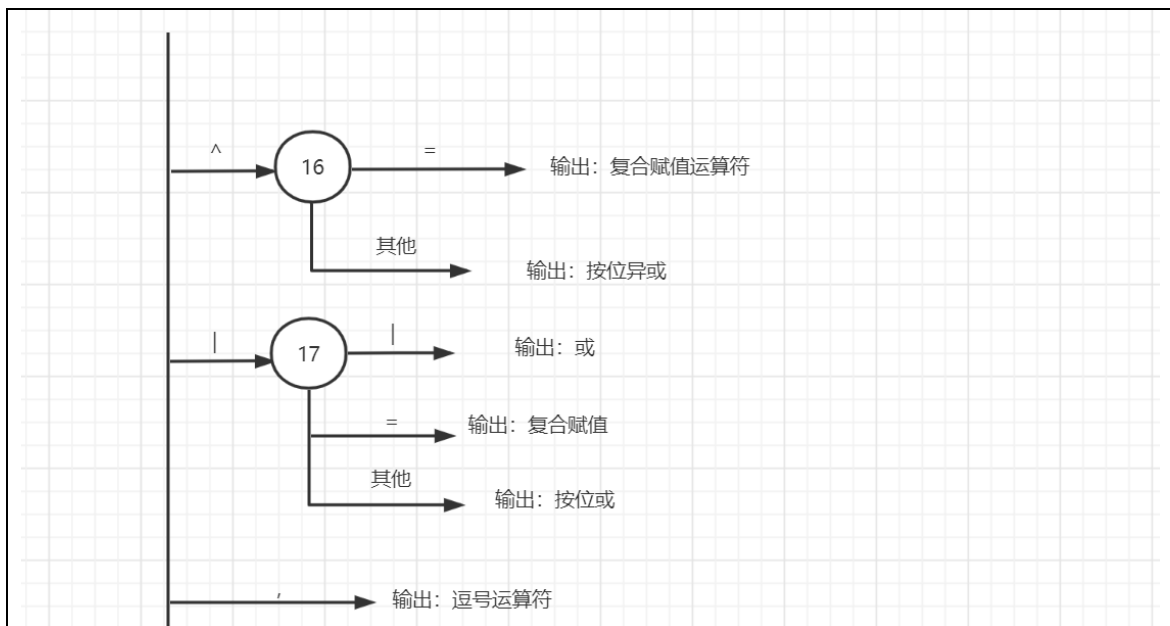 ^
16
=
输出：复合赋值运算符
其他
输出：按位异或
|
17
|
输出：或
=
输出：复合赋值
其他
输出：按位或
,
输出：逗号运算符